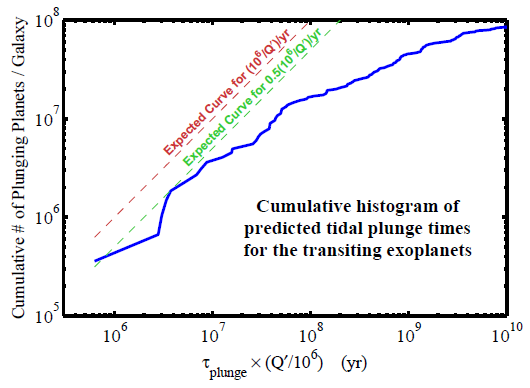 10^8
10^7
10^6
10^5
Cumulative # of Plunging Planets / Galaxy
Expected Curve for (10^6/Q')/yr
Expected Curve for 0.5(10^6/Q')/yr
Cumulative histogram of
predicted tidal plunge times
for the transiting exoplanets
10^6 10^7 10^8 10^9 10^10
τ_plunge × (Q′/10^6) (yr)